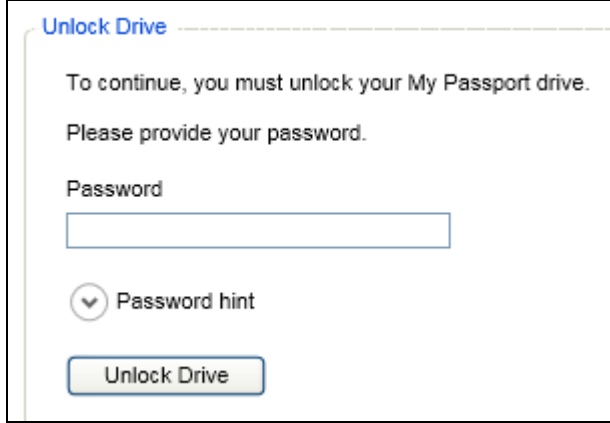 Unlock Drive
To continue, you must unlock your My Passport drive.
Please provide your password.
Password
Password hint
Unlock Drive